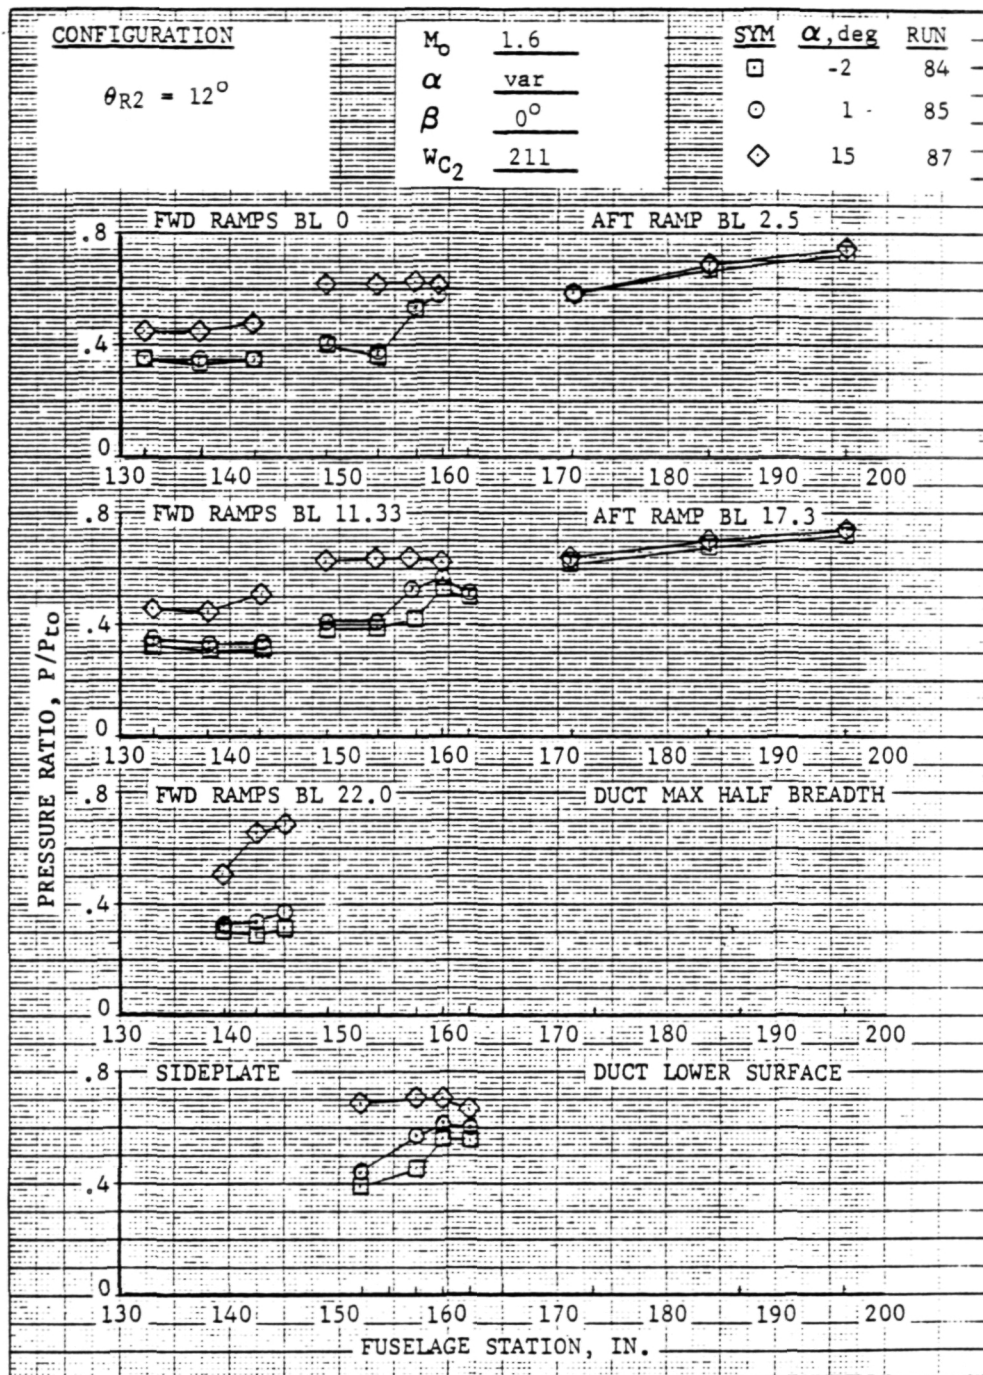 CONFIGURATION
θR2 = 12°
Mo 1.6
α var
β 0°
WC2 211
SYM α,deg RUN
-2 84
1 85
15 87
FWD RAMPS BL 0
AFT RAMP BL 2.5
.8
.4
0
130 140 150 160 170 180 190 200
FWD RAMPS BL 11.33
AFT RAMP BL 17.3
.8
.4
0
130 140 150 160 170 180 190 200
FWD RAMPS BL 22.0
DUCT MAX HALF BREADTH
.8
.4
0
130 140 150 160 170 180 190 200
SIDEPLATE
DUCT LOWER SURFACE
.8
.4
0
130 140 150 160 170 180 190 200
PRESSURE RATIO, P/Pto
FUSELAGE STATION, IN.